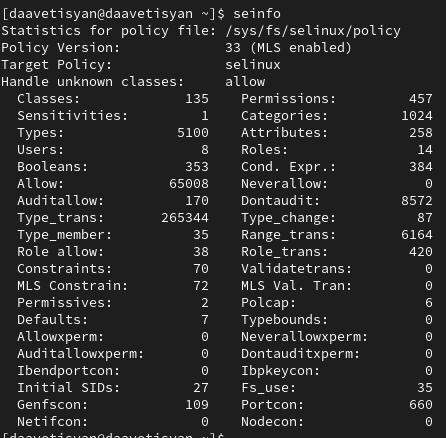 [daavetisyan@daavetisyan ~]$ seinfo
Statistics for policy file: /sys/fs/selinux/policy
Policy Version: 33 (MLS enabled)
Target Policy: selinux
Handle unknown classes: allow
Classes: 135 Permissions: 457
Sensitivities: 1 Categories: 1024
Types: 5100 Attributes: 258
Users: 8 Roles: 14
Booleans: 353 Cond. Expr.: 384
Allow: 65008 Neverallow: 0
Auditallow: 170 Dontaudit: 8572
Type_trans: 265344 Type_change: 87
Type_member: 35 Range_trans: 6164
Role allow: 38 Role_trans: 420
Constraints: 70 Validatetrans: 0
MLS Constrain: 72 MLS Val. Tran: 0
Permissives: 2 Polcap: 6
Defaults: 7 Typebounds: 0
Allowxperm: 0 Neverallowxperm: 0
Auditallowxperm: 0 Dontauditxperm: 0
Ibendportcon: 0 Ibpkeycon: 0
Initial SIDs: 27 Fs_use: 35
Genfscon: 109 Portcon: 660
Netifcon: 0 Nodecon: 0
[daavetisyan@daavetisyan ~]$